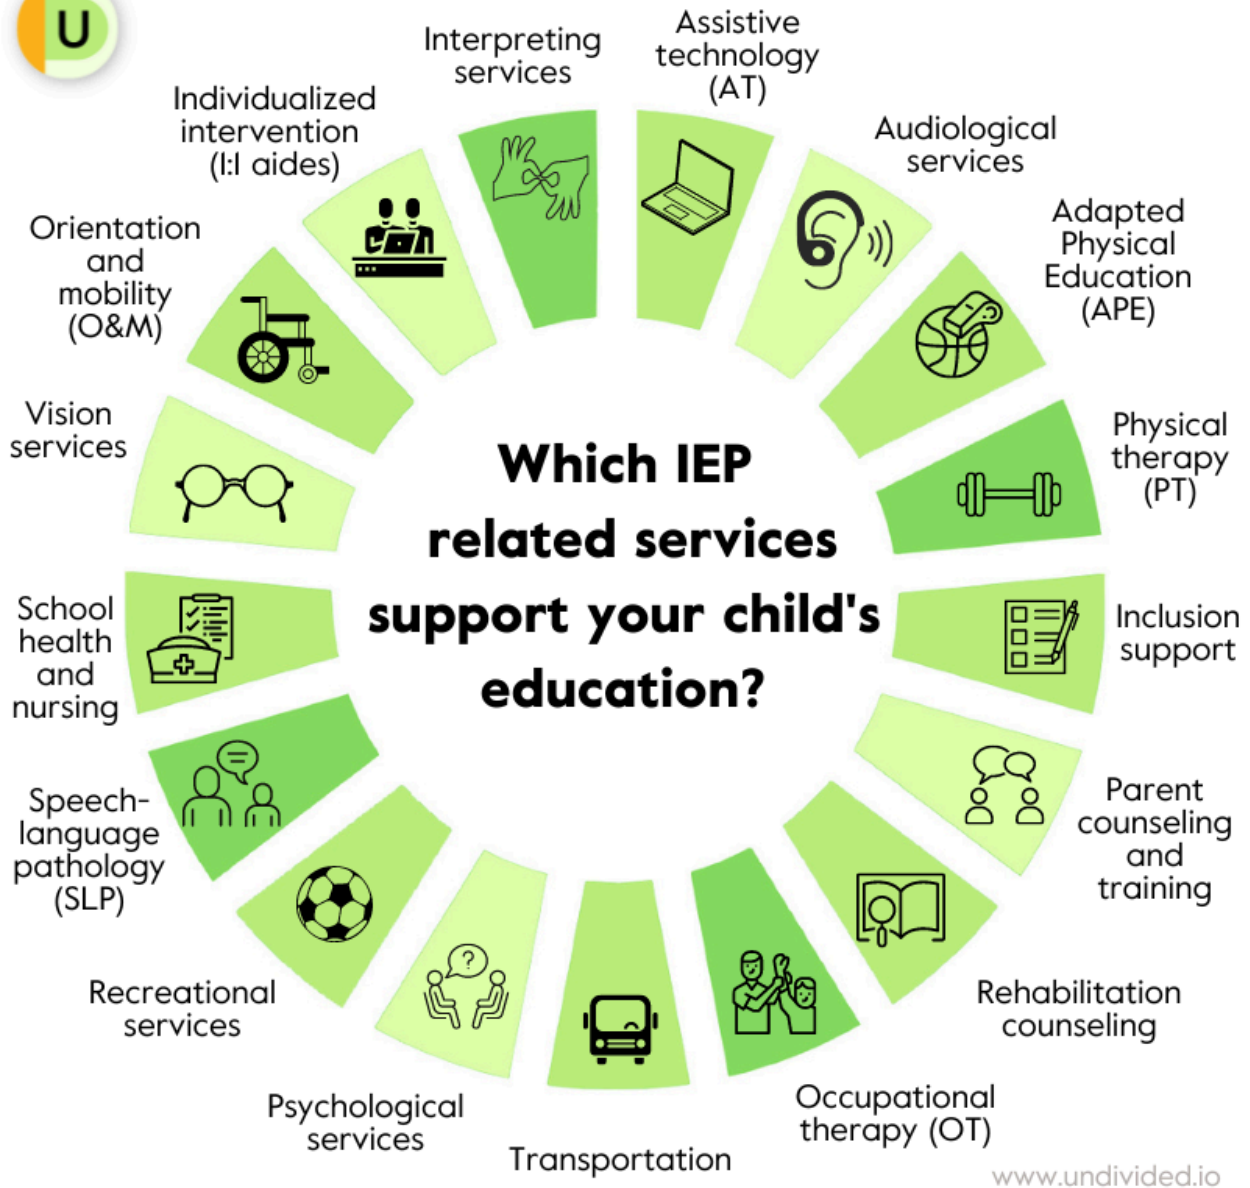 U
Interpreting
services
Assistive
technology
(AT)
Audiological
services
Adapted
Physical
Education
(APE)
Physical
therapy
(PT)
Inclusion
support
Parent
counseling
and
training
Rehabilitation
counseling
Occupational
therapy (OT)
Transportation
Psychological
services
Recreational
services
Speech-
language
pathology
(SLP)
School
health
and
nursing
Vision
services
Orientation
and
mobility
(O&M)
Individualized
intervention
(1:1 aides)
Which IEP
related services
support your child's
education?
?
www.undivided.io